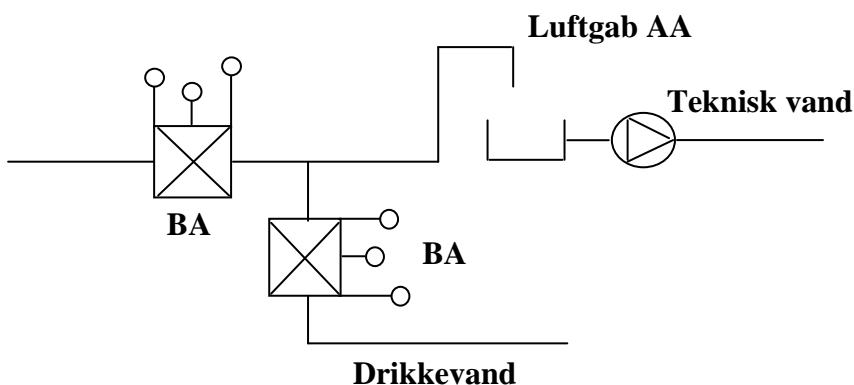 Luftgab AA
Teknisk vand
BA
BA
Drikkevand